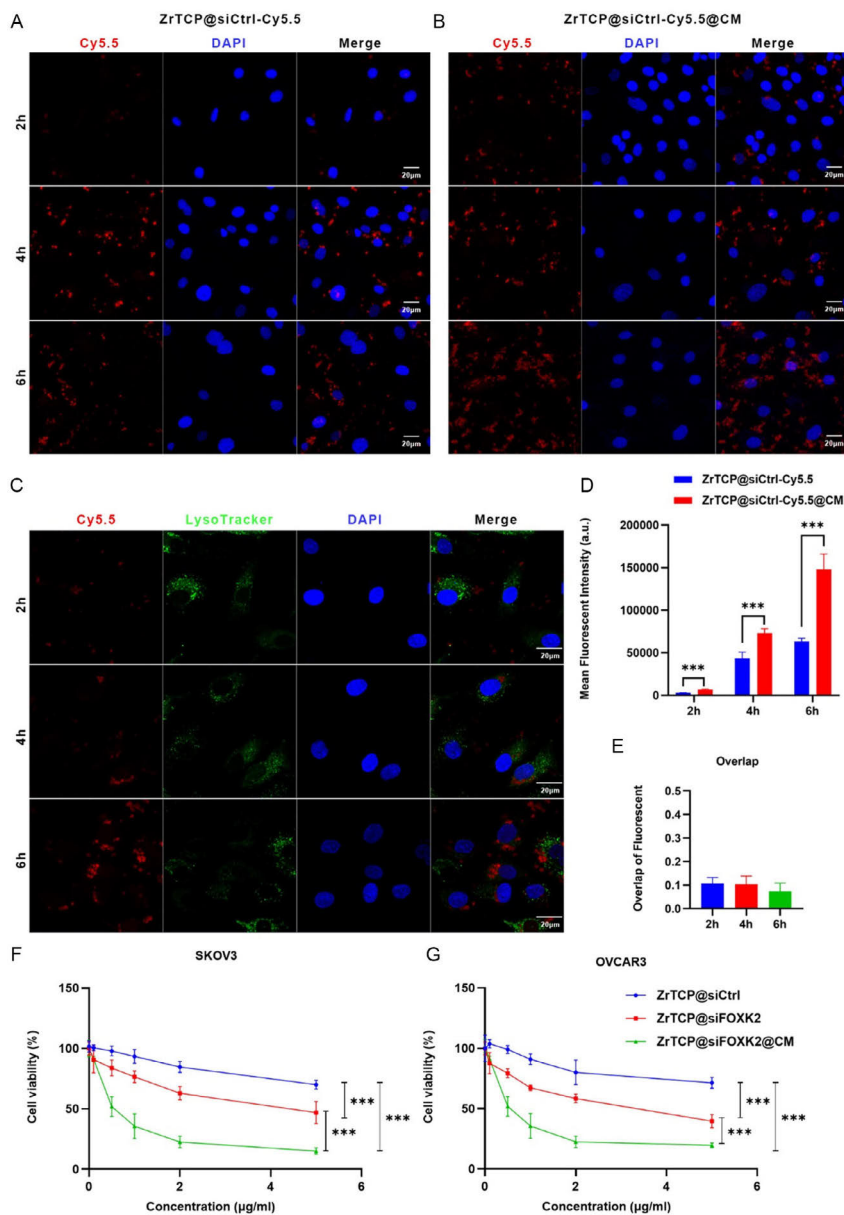 A
ZrTCP@siCtrl-Cy5.5
Cy5.5 DAPI Merge
2h
20μm
4h
20μm
6h
20μm
B
ZrTCP@siCtrl-Cy5.5@CM
Cy5.5 DAPI Merge
20μm
20μm
20μm
C
Cy5.5 LysoTracker DAPI Merge
2h
20μm
4h
20μm
6h
20μm
D
ZrTCP@siCtrl-Cy5.5
ZrTCP@siCtrl-Cy5.5@CM
Mean Fluorescent Intensity (a.u.)
200000
150000
100000
50000
0
***
***
***
2h 4h 6h
E
Overlap
Overlap of Fluorescent
0.5
0.4
0.3
0.2
0.1
0.0
2h 4h 6h
F
SKOV3
Cell viability (%)
150
100
50
0
0 2 4 6
Concentration (μg/ml)
***
***
***
G
OVCAR3
ZrTCP@siCtrl
ZrTCP@siFOXK2
ZrTCP@siFOXK2@CM
Cell viability (%)
150
100
50
0
0 2 4 6
Concentration (μg/ml)
***
***
***